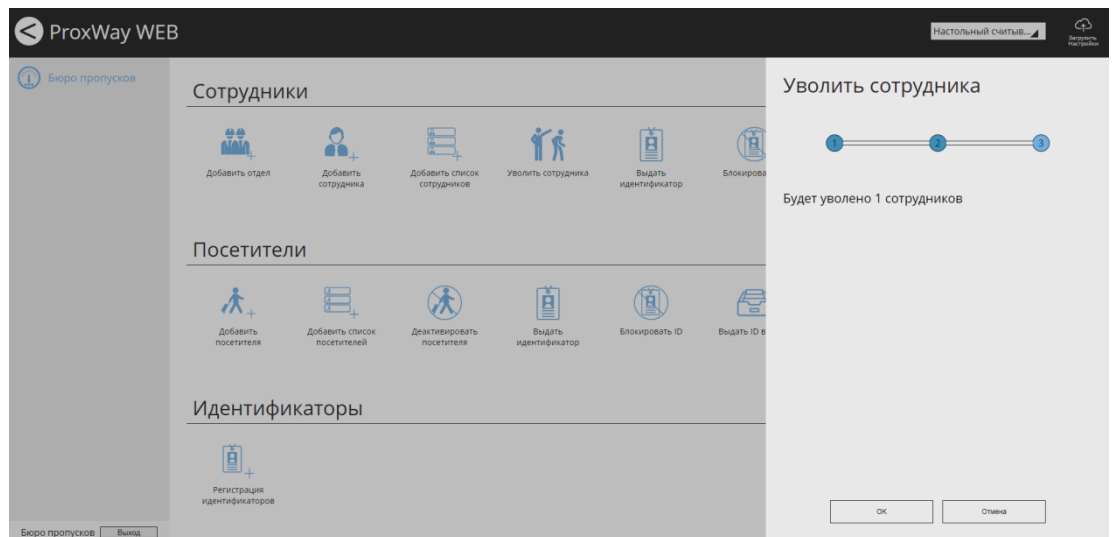 ProxWay WEB
Настольный считыв...
Загрузить
Настройки
Бюро пропусков
Сотрудники
Добавить отдел
Добавить
сотрудника
Добавить список
сотрудников
Уволить сотрудника
Выдать
идентификатор
Блокирова
Посетители
Добавить
посетителя
Добавить список
посетителей
Деактивировать
посетителя
Выдать
идентификатор
Блокировать ID
Выдать ID в
Идентификаторы
Регистрация
идентификаторов
Бюро пропусков
Выход
Уволить сотрудника
1
2
3
Будет уволено 1 сотрудников
ОК
Отмена